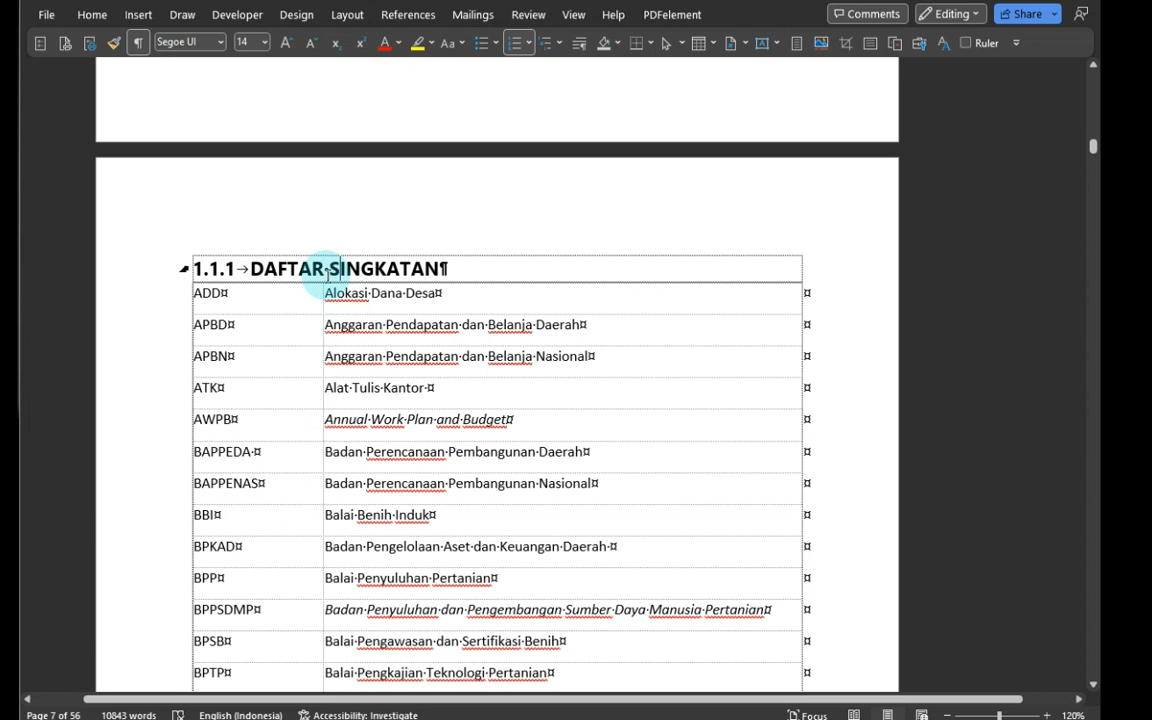 File Home Insert Draw Developer Design Layout References Mailings Review View Help PDFelement Comments Editing Share
Segoe UI 14 Aa Ruler
1.1.1→DAFTAR·SINGKATAN¶
ADD¤ Alokasi·Dana·Desa¤ ¤
APBD¤ Anggaran·Pendapatan·dan·Belanja·Daerah¤ ¤
APBN¤ Anggaran·Pendapatan·dan·Belanja·Nasional¤ ¤
ATK¤ Alat·Tulis·Kantor·¤ ¤
AWPB¤ Annual·Work·Plan·and·Budget¤ ¤
BAPPEDA·¤ Badan·Perencanaan·Pembangunan·Daerah¤ ¤
BAPPENAS¤ Badan·Perencanaan·Pembangunan·Nasional¤ ¤
BBI¤ Balai·Benih·Induk¤ ¤
BPKAD¤ Badan·Pengelolaan·Aset·dan·Keuangan·Daerah·¤ ¤
BPP¤ Balai·Penyuluhan·Pertanian¤ ¤
BPPSDMP¤ Badan·Penyuluhan·dan·Pengembangan·Sumber·Daya·Manusia·Pertanian¤ ¤
BPSB¤ Balai·Pengawasan·dan·Sertifikasi·Benih¤ ¤
BPTP¤ Balai·Pengkajian·Teknologi·Pertanian¤ ¤
Page 7 of 56 10843 words English (Indonesia) Accessibility: Investigate Focus 120%